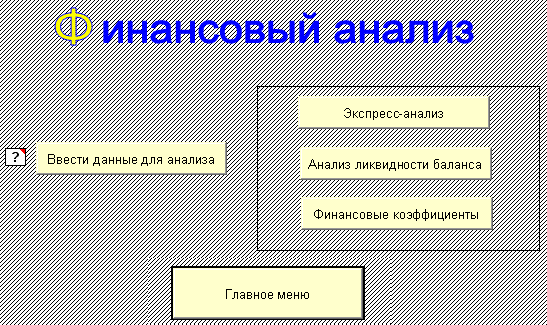 Финансовый анализ
Экспресс-анализ
?
Ввести данные для анализа
Анализ ликвидности баланса
Финансовые коэффициенты
Главное меню